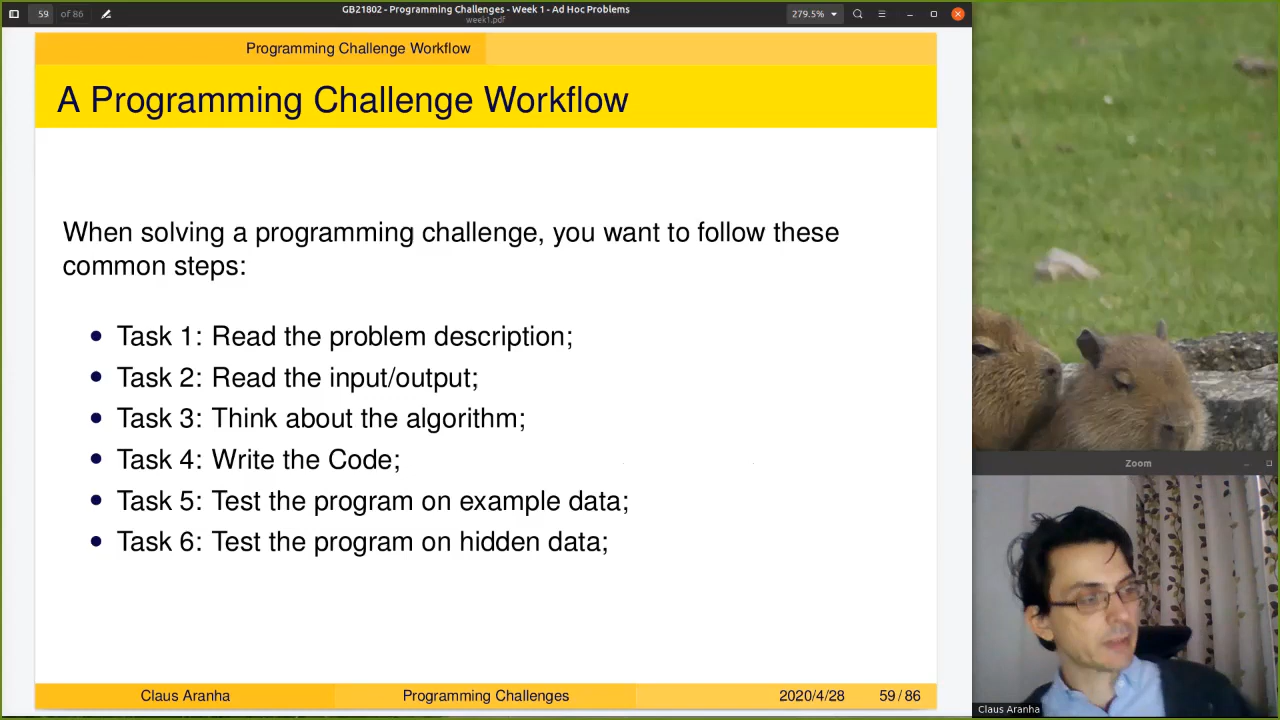 GB21802 - Programming Challenges - Week 1 - Ad Hoc Problems
week1.pdf
59 of 86
279.5%
Programming Challenge Workflow
A Programming Challenge Workflow
When solving a programming challenge, you want to follow these
common steps:
• Task 1: Read the problem description;
• Task 2: Read the input/output;
• Task 3: Think about the algorithm;
• Task 4: Write the Code;
• Task 5: Test the program on example data;
• Task 6: Test the program on hidden data;
Claus Aranha
Programming Challenges
2020/4/28
59 / 86
Zoom
Claus Aranha